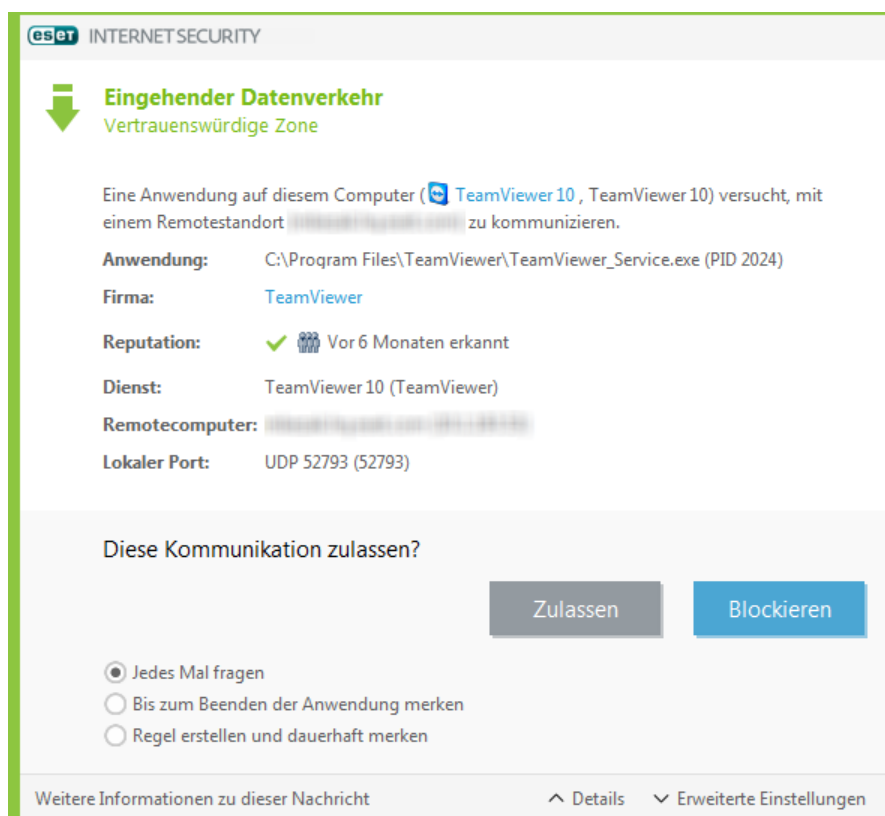 eset INTERNET SECURITY
Eingehender Datenverkehr
Vertrauenswürdige Zone
Eine Anwendung auf diesem Computer ( TeamViewer 10 , TeamViewer 10) versucht, mit
einem Remotestandort zu kommunizieren.
Anwendung: C:\Program Files\TeamViewer\TeamViewer_Service.exe (PID 2024)
Firma: TeamViewer
Reputation: Vor 6 Monaten erkannt
Dienst: TeamViewer 10 (TeamViewer)
Remotecomputer:
Lokaler Port: UDP 52793 (52793)
Diese Kommunikation zulassen?
Zulassen Blockieren
Jedes Mal fragen
Bis zum Beenden der Anwendung merken
Regel erstellen und dauerhaft merken
Weitere Informationen zu dieser Nachricht Details Erweiterte Einstellungen